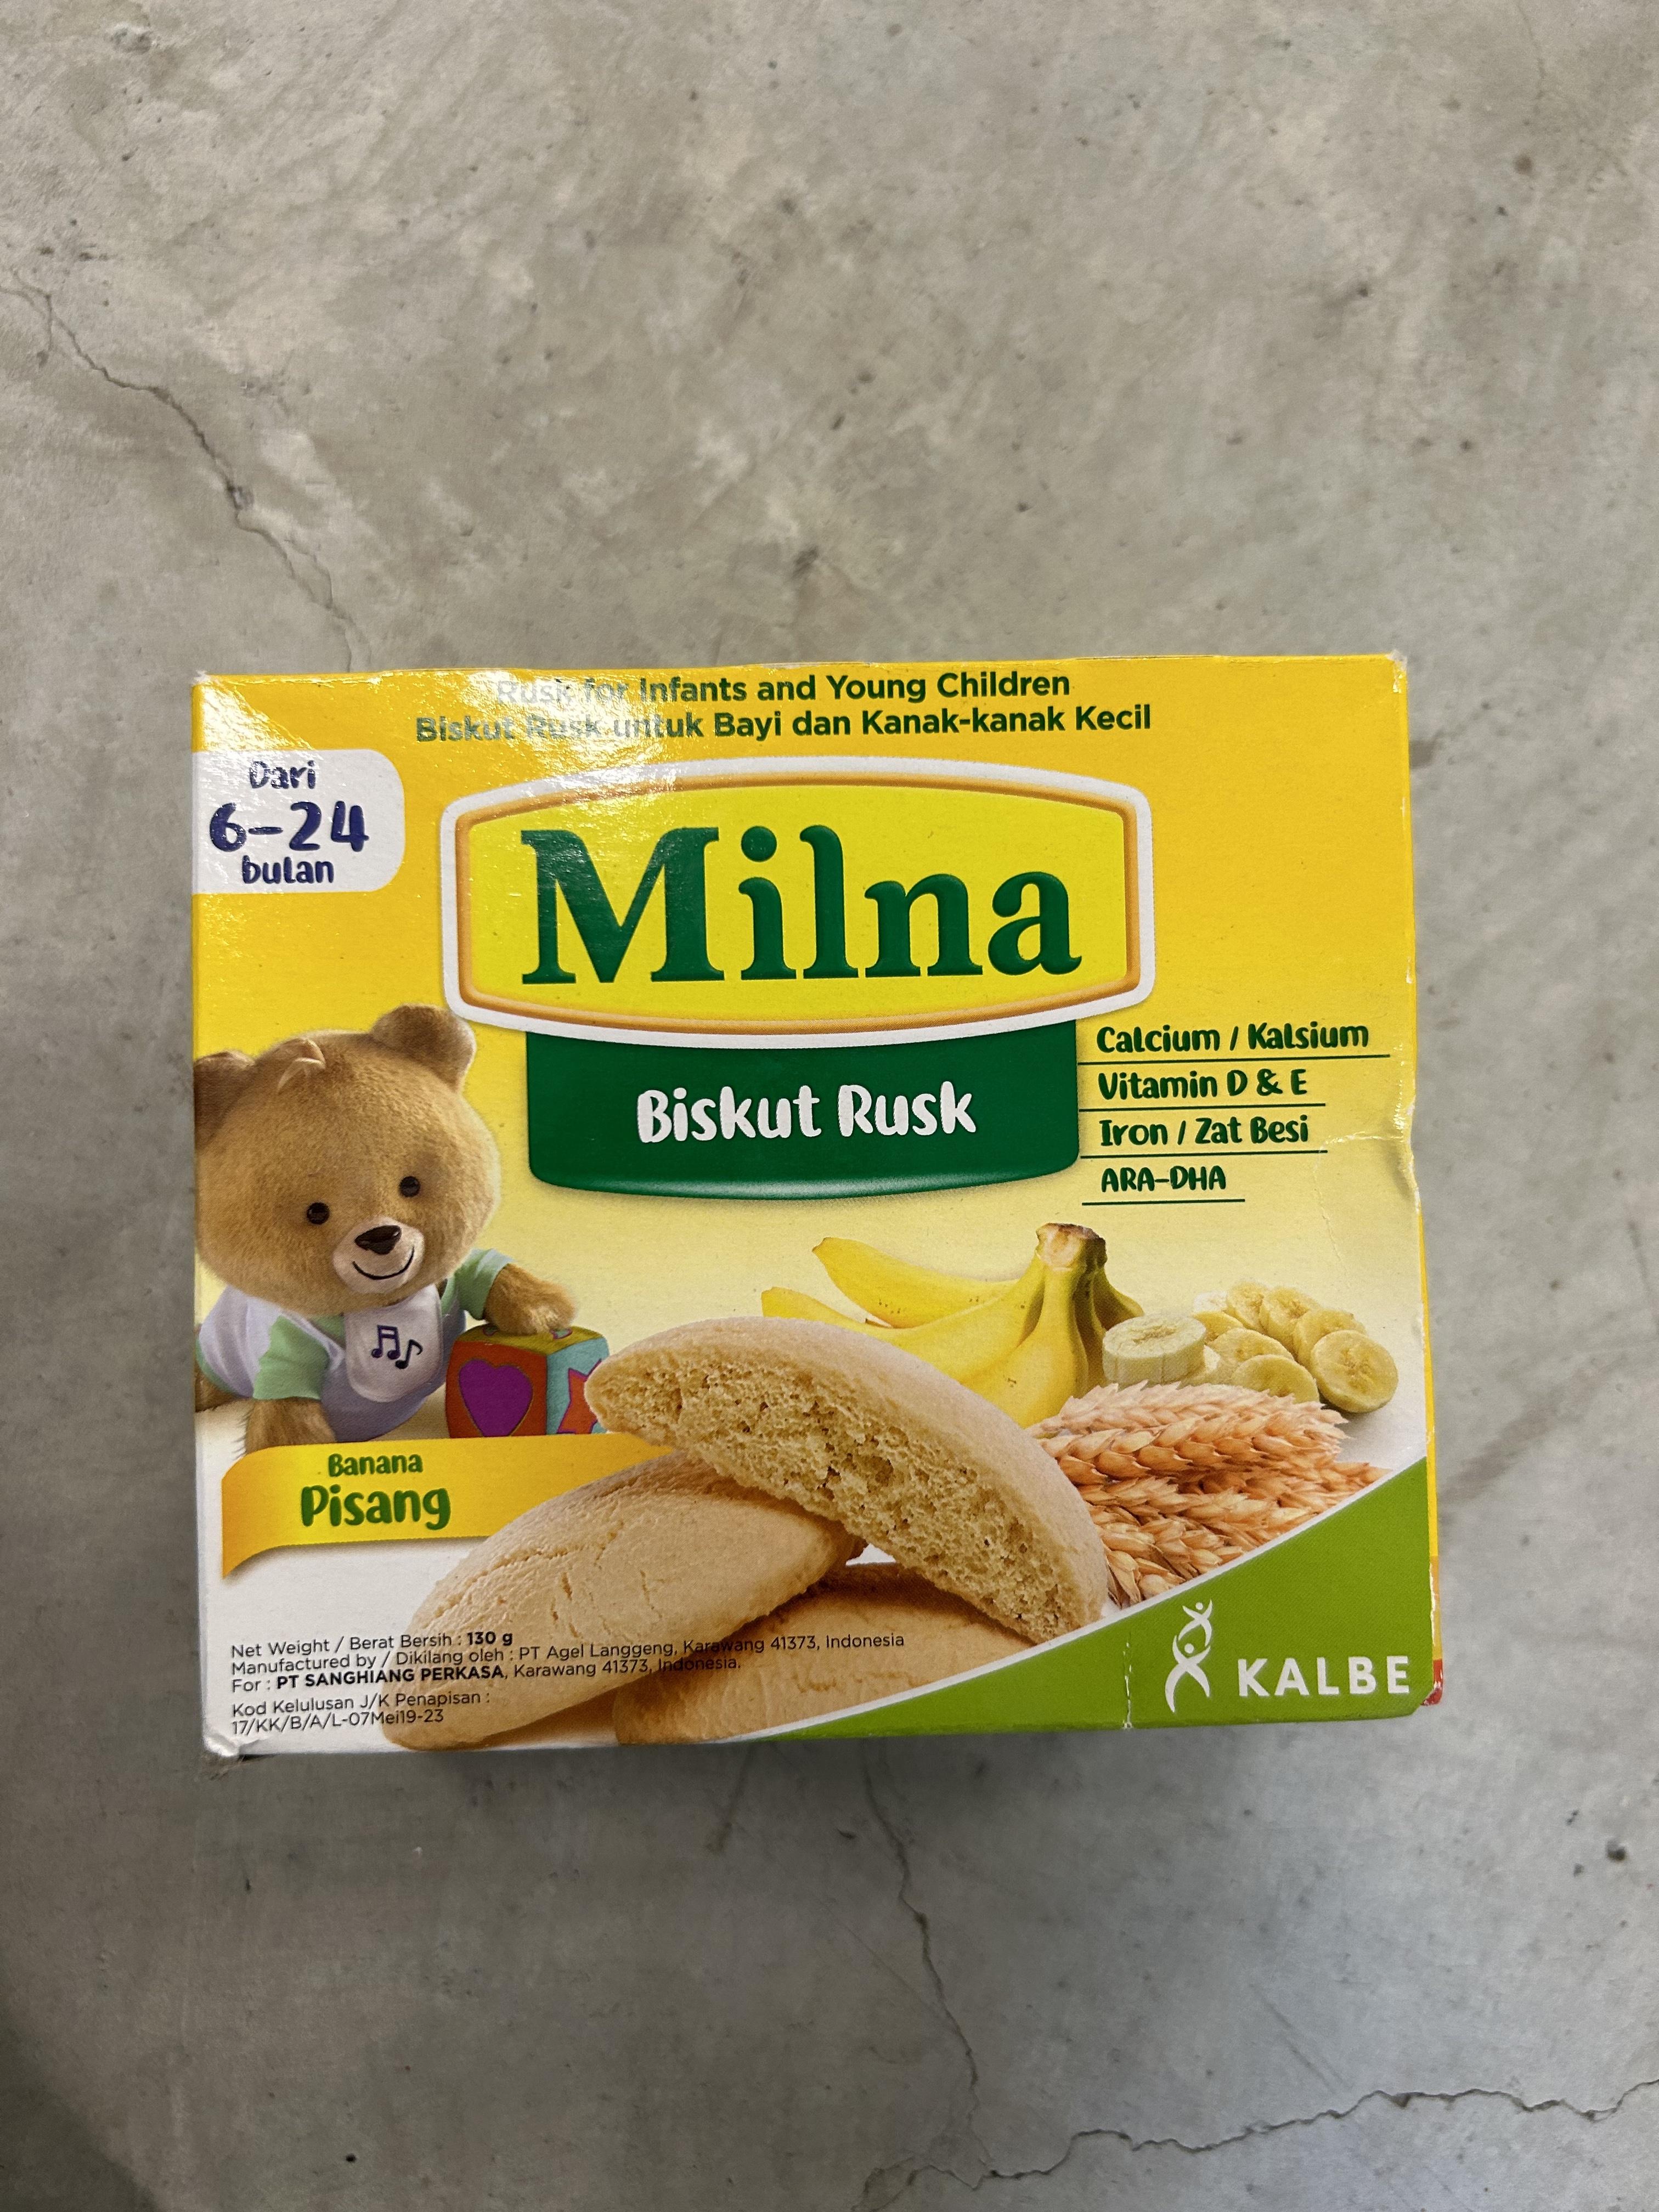 Rusk for Infants and Young Children
Biskut Rusk untuk Bayi dan Kanak-kanak Kecil
Dari
6-24
bulan
Milna
Biskut Rusk
Calcium / Kalsium
Vitamin D & E
Iron / Zat Besi
ARA-DHA
Banana
Pisang
Net Weight / Berat Bersih : 130 g
Manufactured by / Dikilang oleh : PT Agel Langgeng, Karawang 41373, Indonesia
For : PT SANGHIANG PERKASA, Karawang 41373, Indonesia.
Kod Kelulusan J/K Penapisan :
17/KK/B/A/L-07Mei19-23
KALBE